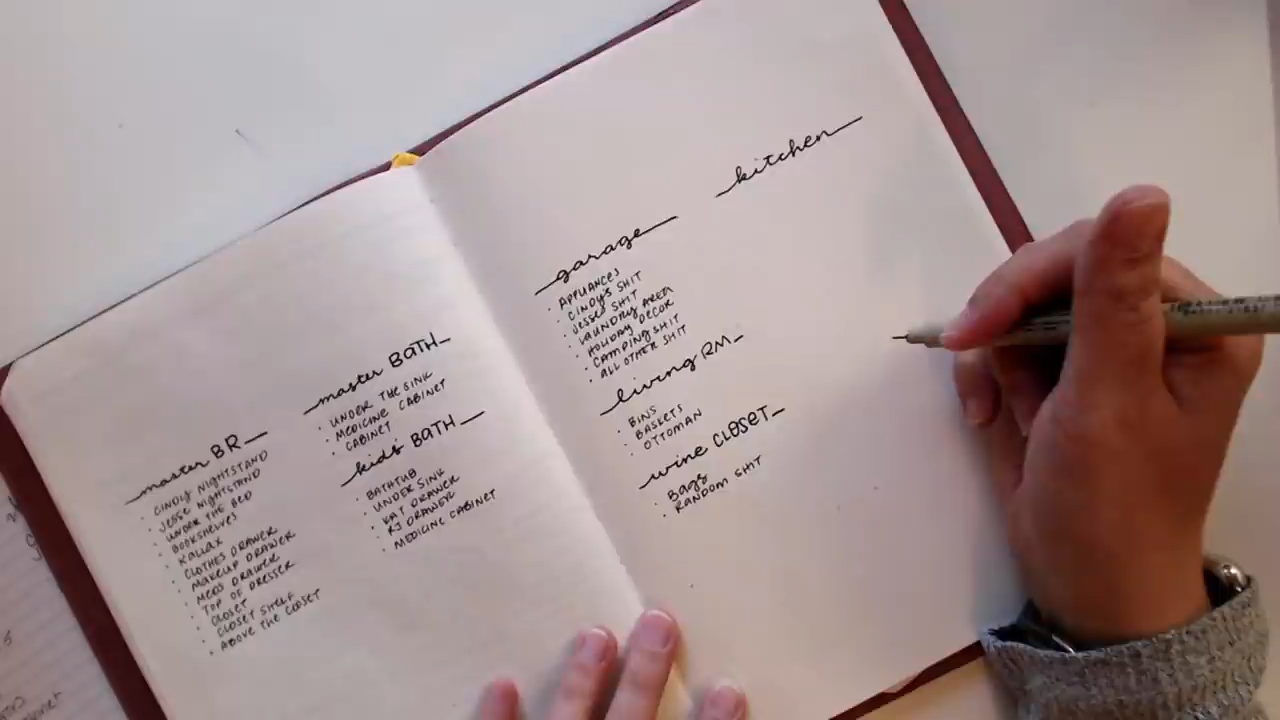 master BR
CINDY NIGHTSTAND
JESSE NIGHTSTAND
UNDER THE BED
BOOKSHELVES
KALLAX
CLOTHES DRAWER
MAKEUP DRAWER
MEDS DRAWER
TOP OF DRESSER
CLOSET
CLOSET SHELF
ABOVE THE CLOSET
master BATH
UNDER THE SINK
MEDICINE CABINET
CABINET
kids BATH
BATHTUB
UNDER SINK
KAT DRAWER
RJ DRAWER
MEDICINE CABINET
garage
APPLIANCES
CINDY'S SHIT
JESSE SHIT
LAUNDRY AREA
HOLIDAY DECOR
CAMPING SHIT
ALL OTHER SHIT
living RM
BINS
BASKETS
OTTOMAN
wine CLOSET
BAGS
RANDOM SHIT
kitchen